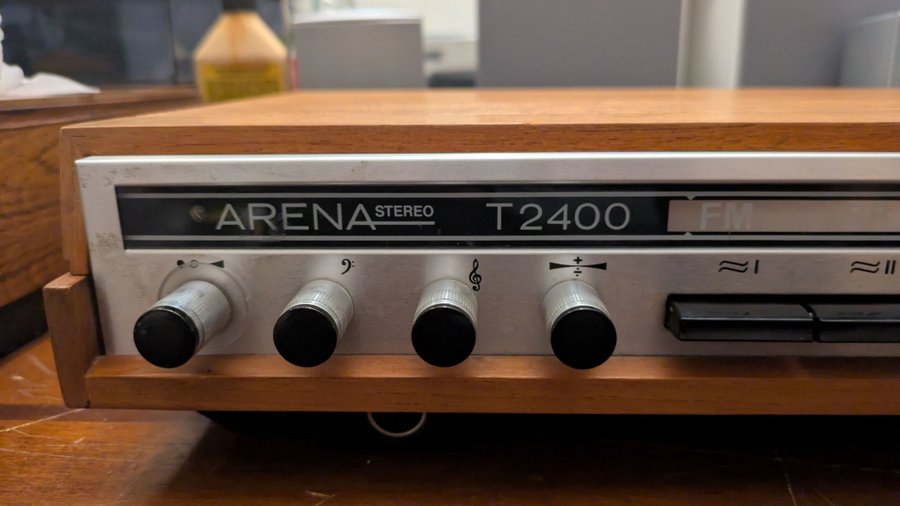 ARENA STEREO T2400 FM
I II